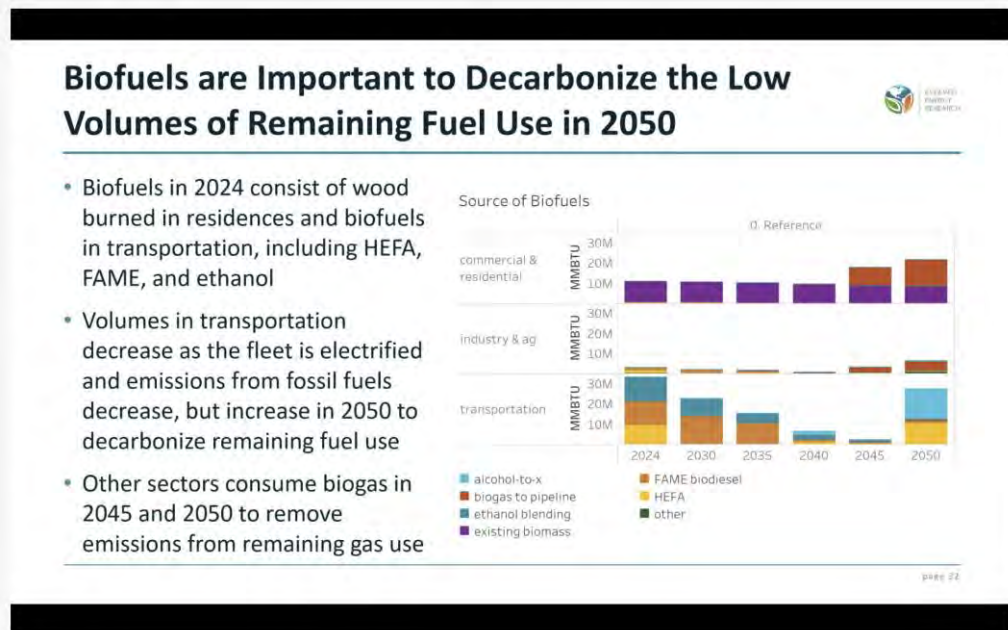 Biofuels are Important to Decarbonize the Low
Volumes of Remaining Fuel Use in 2050
EVOLVED
ENERGY
RESEARCH
• Biofuels in 2024 consist of wood
burned in residences and biofuels
in transportation, including HEFA,
FAME, and ethanol
• Volumes in transportation
decrease as the fleet is electrified
and emissions from fossil fuels
decrease, but increase in 2050 to
decarbonize remaining fuel use
• Other sectors consume biogas in
2045 and 2050 to remove
emissions from remaining gas use
Source of Biofuels
0. Reference
commercial &
residential
MMBTU
30M
20M
10M
industry & ag
MMBTU
30M
20M
10M
transportation
MMBTU
30M
20M
10M
2024 2030 2035 2040 2045 2050
alcohol-to-x
biogas to pipeline
ethanol blending
existing biomass
FAME biodiesel
HEFA
other
page 22